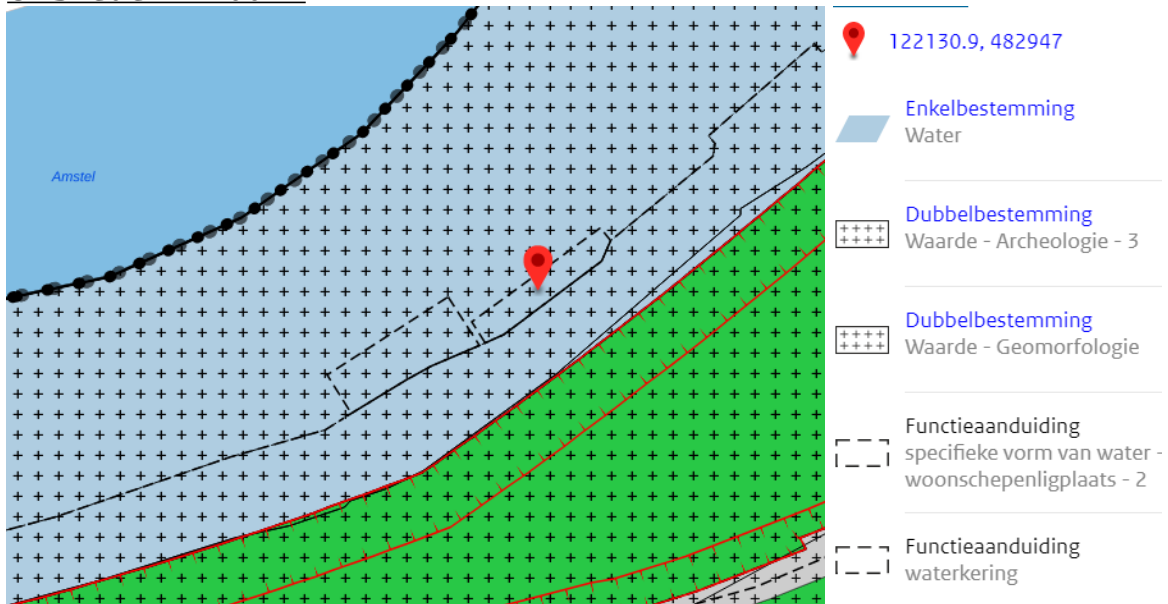 Amstel
122130.9, 482947
Enkelbestemming
Water
Dubbelbestemming
Waarde - Archeologie - 3
Dubbelbestemming
Waarde - Geomorfologie
Functieaanduiding
specifieke vorm van water -
woonschepenligplaats - 2
Functieaanduiding
waterkering